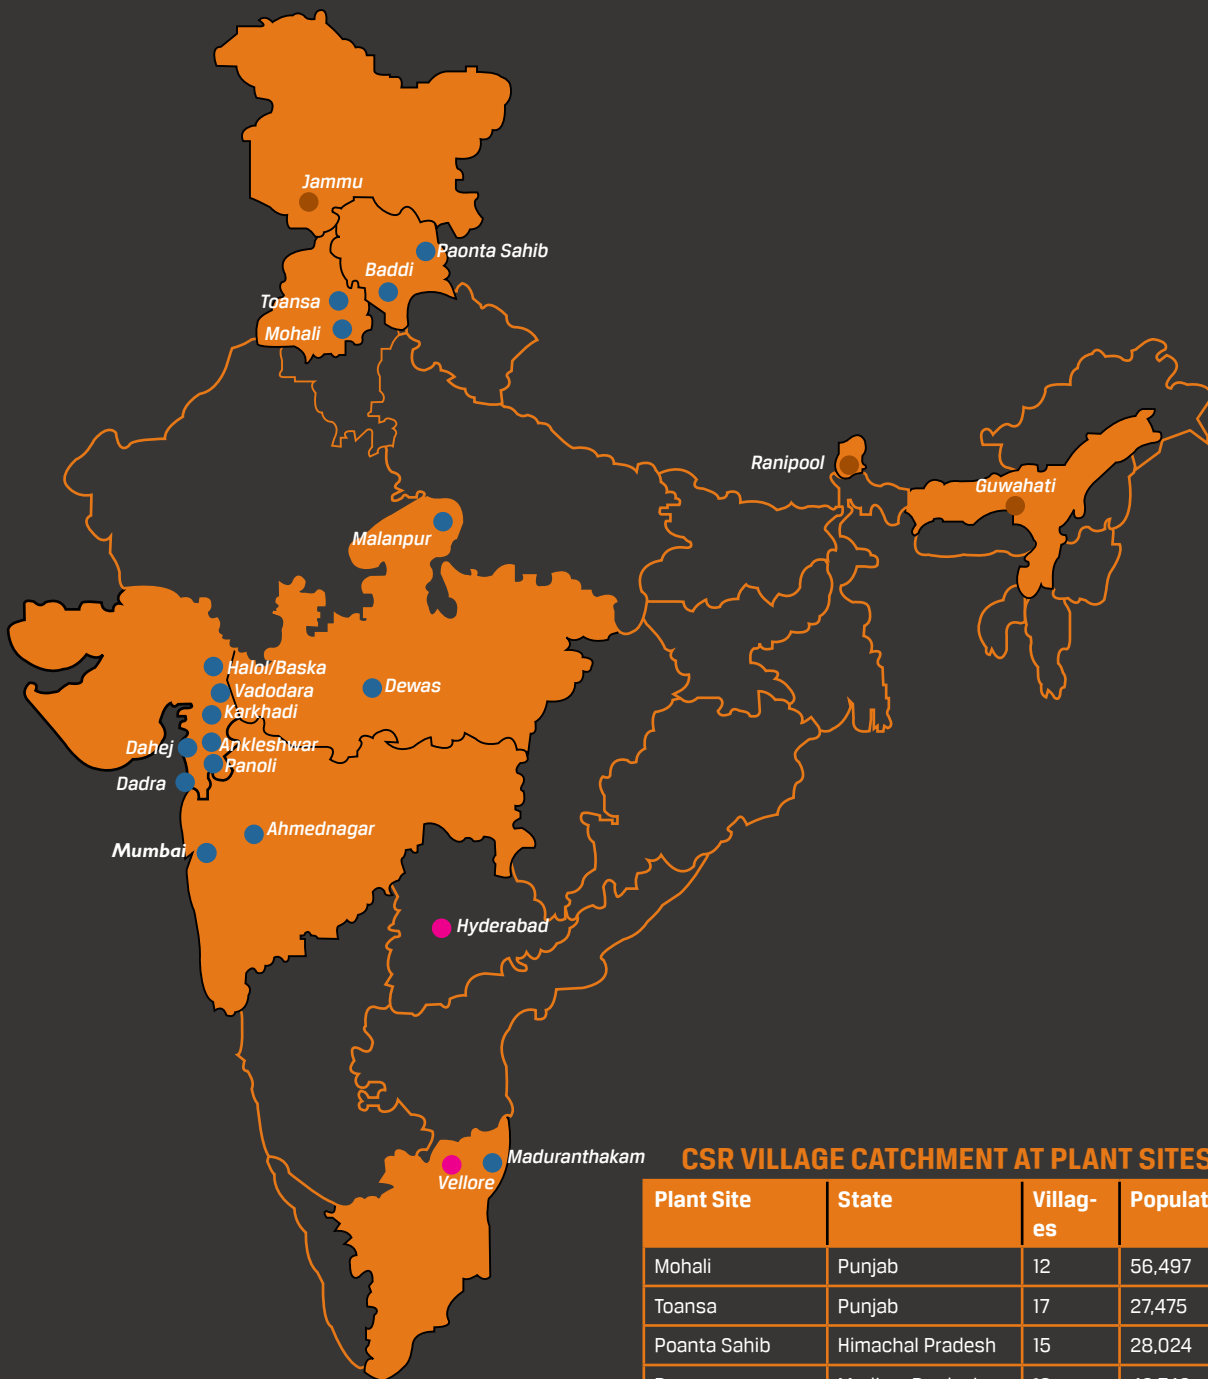 Jammu
Paonta Sahib
Baddi
Toansa
Mohali
Ranipool
Guwahati
Malanpur
Halol/Baska
Dewas
Vadodara
Karkhadi
Dahej
Ankleshwar
Panoli
Dadra
Ahmednagar
Mumbai
Hyderabad
Maduranthakam
Vellore
CSR VILLAGE CATCHMENT AT PLANT SITES
Plant Site State Villag- Populat
es
Mohali Punjab 12 56,497
Toansa Punjab 17 27,475
Poanta Sahib Himachal Pradesh 15 28,024